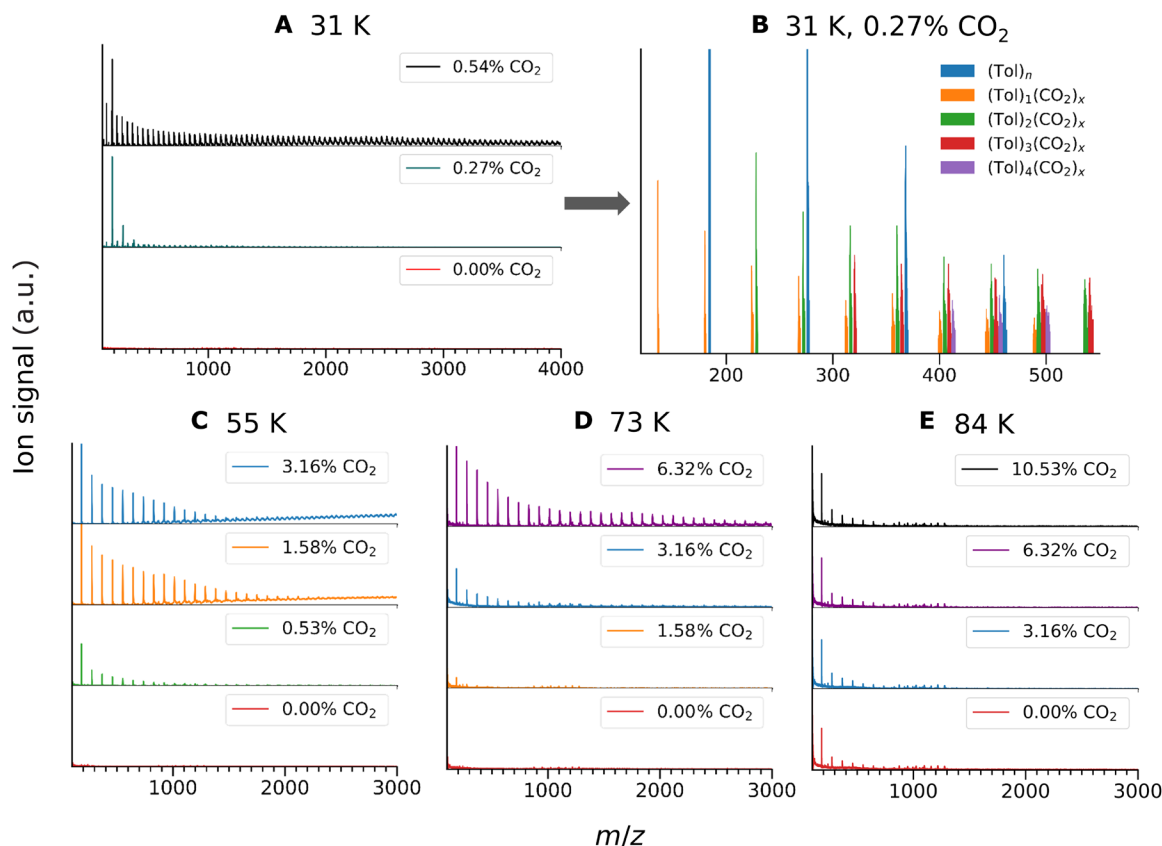 A 31 K
0.54% CO₂
0.27% CO₂
0.00% CO₂
1000 2000 3000 4000
B 31 K, 0.27% CO₂
(Tol)ₙ
(Tol)₁(CO₂)ₓ
(Tol)₂(CO₂)ₓ
(Tol)₃(CO₂)ₓ
(Tol)₄(CO₂)ₓ
200 300 400 500
Ion signal (a.u.)
C 55 K
3.16% CO₂
1.58% CO₂
0.53% CO₂
0.00% CO₂
1000 2000 3000
D 73 K
6.32% CO₂
3.16% CO₂
1.58% CO₂
0.00% CO₂
1000 2000 3000
E 84 K
10.53% CO₂
6.32% CO₂
3.16% CO₂
0.00% CO₂
1000 2000 3000
m/z